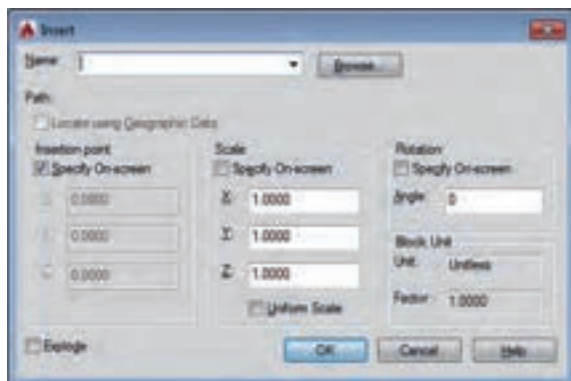 Insert
Name: Browse...
Path:
Locate using Geographic Data
Insertion point
Specify On-screen
X: 0.0000
Y: 0.0000
Z: 0.0000
Scale
Specify On-screen
X: 1.0000
Y: 1.0000
Z: 1.0000
Uniform Scale
Rotation
Specify On-screen
Angle: 0
Block Unit
Unit: Unitless
Factor: 1.0000
Explode
OK Cancel Help